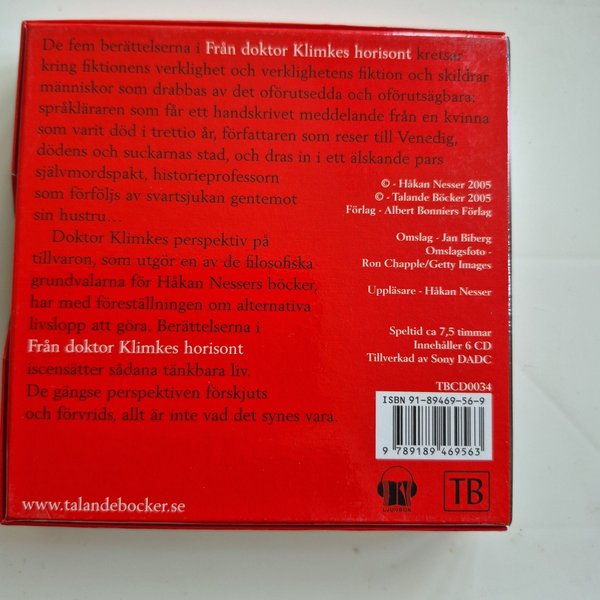 De fem berättelserna i Från doktor Klimkes horisont kretsar
kring fiktionens verklighet och verklighetens fiktion och skildrar
människor som drabbas av det oförutsedda och oförutsägbara:
språkläraren som får ett handskrivet meddelande från en kvinna
som varit död i trettio år, författaren som reser till Venedig,
dödens och suckarnas stad, och dras in i ett älskande pars
självmordspakt, historieprofessorn
som förföljs av svartsjukan gentemot
sin hustru...
Doktor Klimkes perspektiv på
tillvaron, som utgör en av de filosofiska
grundvalarna för Håkan Nessers böcker,
har med föreställningen om alternativa
livslopp att göra. Berättelserna i
Från doktor Klimkes horisont
iscensätter sådana tänkbara liv.
De gängse perspektiven förskjuts
och förvrids, allt är inte vad det synes vara.
© - Håkan Nesser 2005
© - Talande Böcker 2005
Förlag - Albert Bonniers Förlag
Omslag - Jan Biberg
Omslagsfoto -
Ron Chapple/Getty Images
Uppläsare - Håkan Nesser
Speltid ca 7,5 timmar
Innehåller 6 CD
Tillverkad av Sony DADC
TBCD0034
ISBN 91-89469-56-9
9 789189 469563
LJUDBOK
TB
www.talandebocker.se